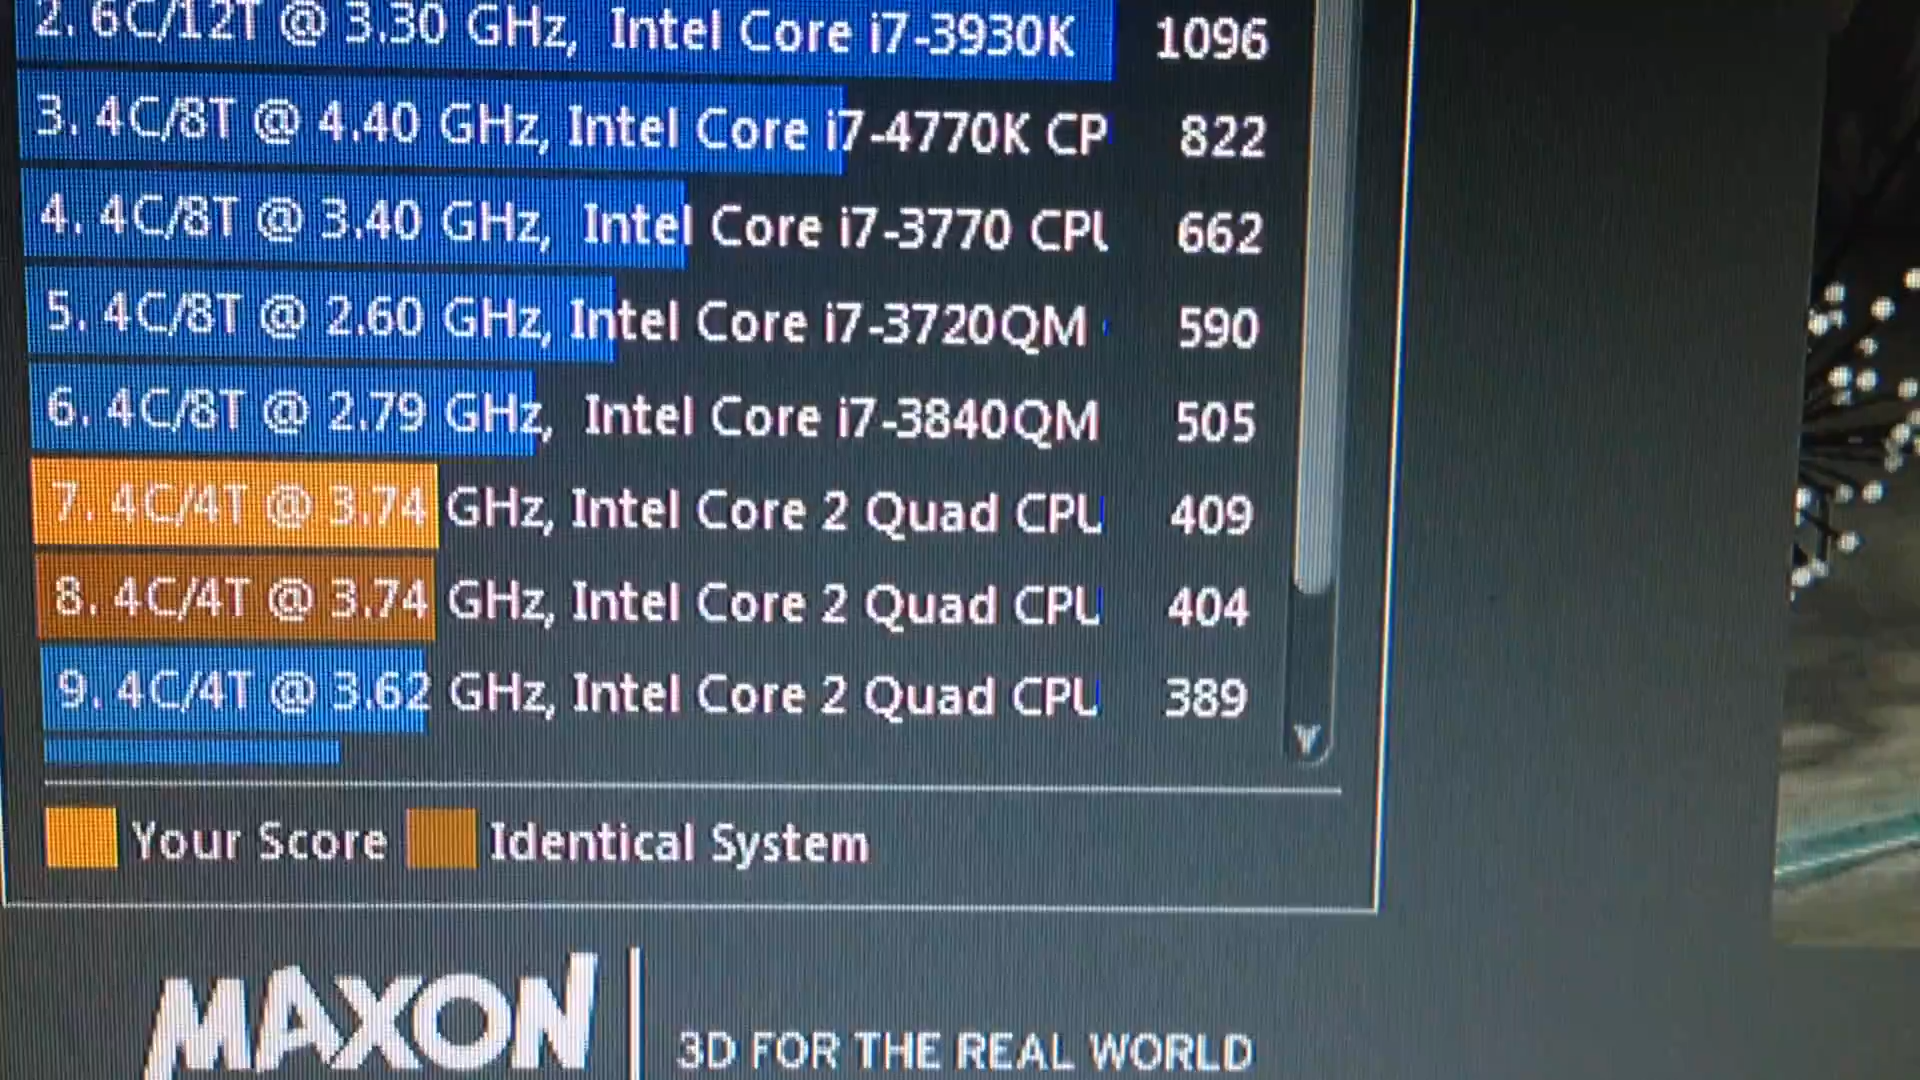 2. 6C/12T @ 3.30 GHz, Intel Core i7-3930K 1096
3. 4C/8T @ 4.40 GHz, Intel Core i7-4770K CP 822
4. 4C/8T @ 3.40 GHz, Intel Core i7-3770 CPU 662
5. 4C/8T @ 2.60 GHz, Intel Core i7-3720QM 590
6. 4C/8T @ 2.79 GHz, Intel Core i7-3840QM 505
7. 4C/4T @ 3.74 GHz, Intel Core 2 Quad CPU 409
8. 4C/4T @ 3.74 GHz, Intel Core 2 Quad CPU 404
9. 4C/4T @ 3.62 GHz, Intel Core 2 Quad CPU 389
Your Score Identical System
MAXON
3D FOR THE REAL WORLD